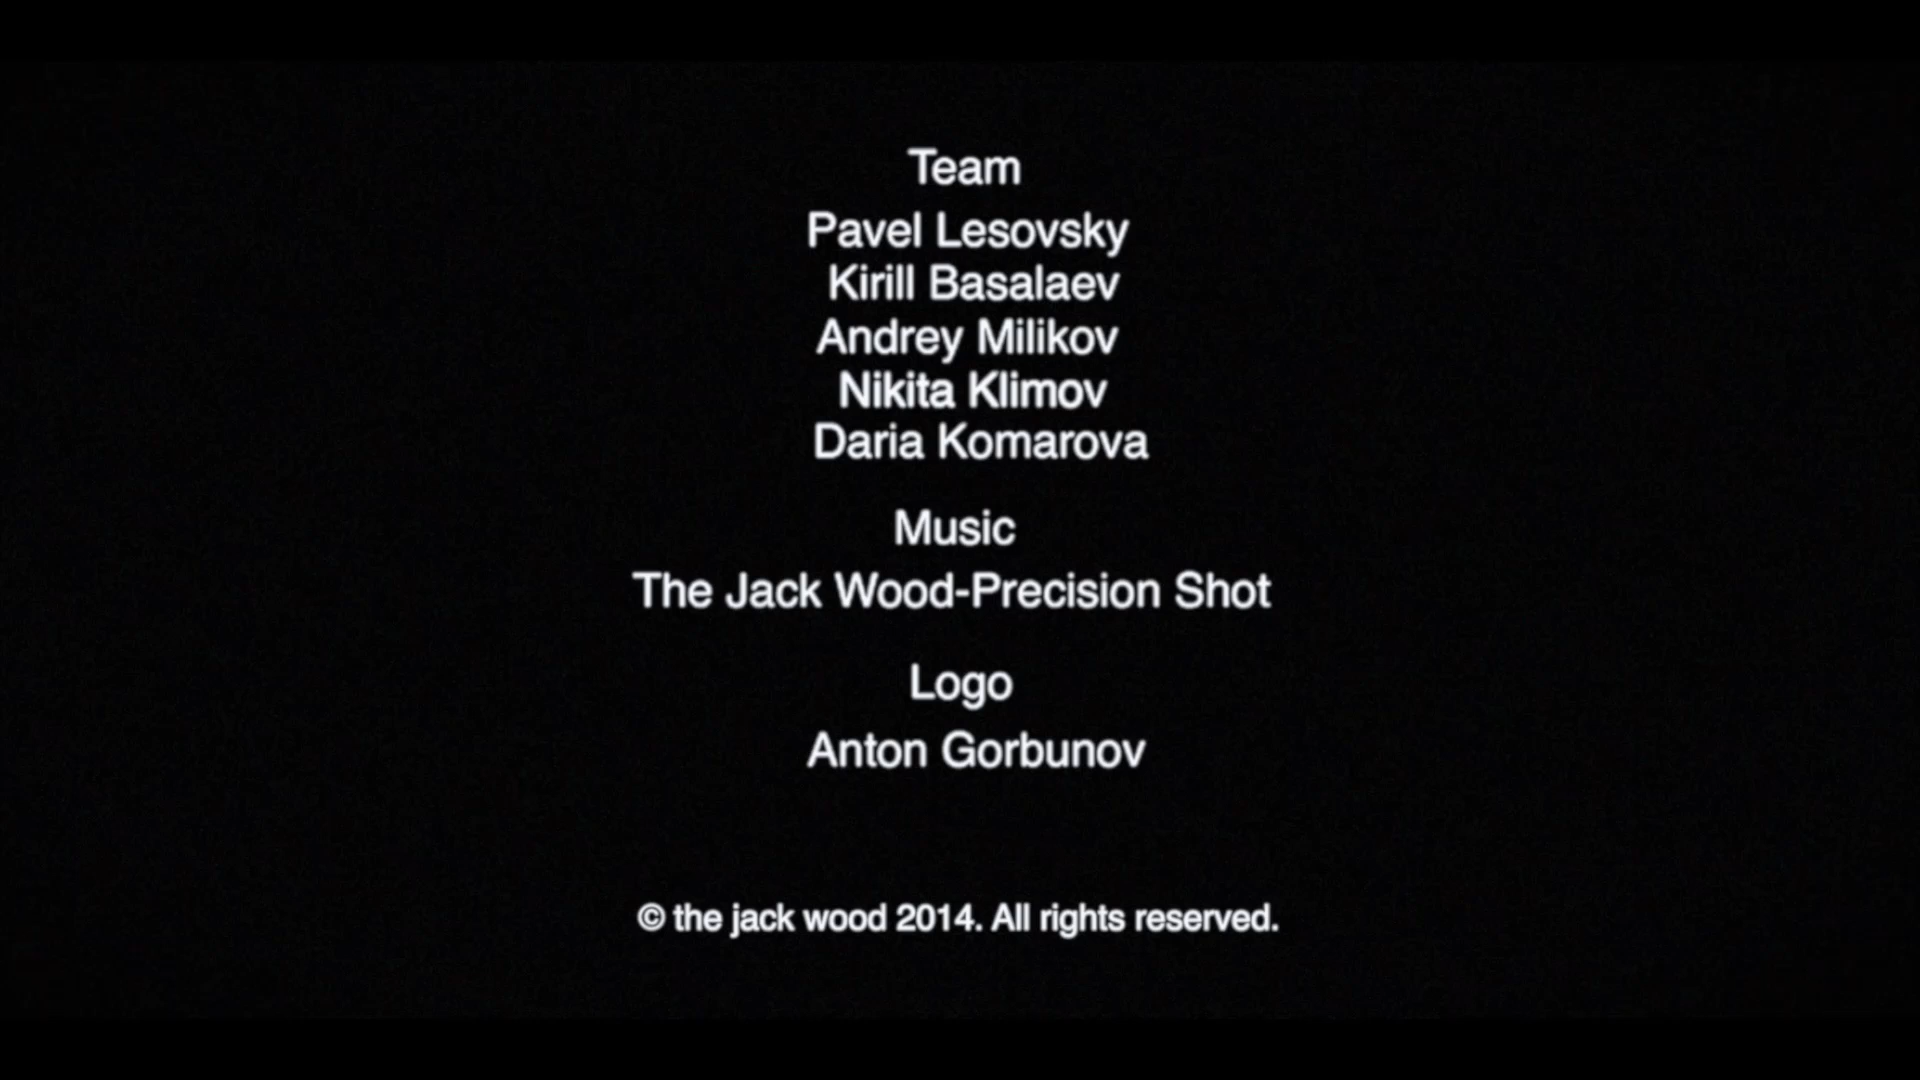 Team
Pavel Lesovsky
Kirill Basalaev
Andrey Milikov
Nikita Klimov
Daria Komarova
Music
The Jack Wood-Precision Shot
Logo
Anton Gorbunov
© the jack wood 2014. All rights reserved.